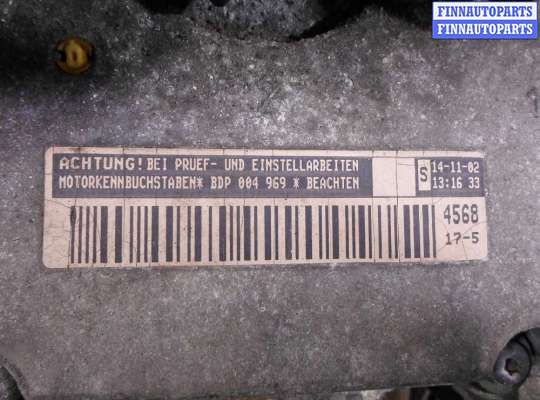 FINNAUTOPARTS
FINNAUTOPARTS
ACHTUNG! BEI PRUEF- UND EINSTELLARBEITEN
MOTORKENNBUCHSTABEN* BDP 004 969 * BEACHTEN
S
14-11-02
13:16 33
4568
17-5